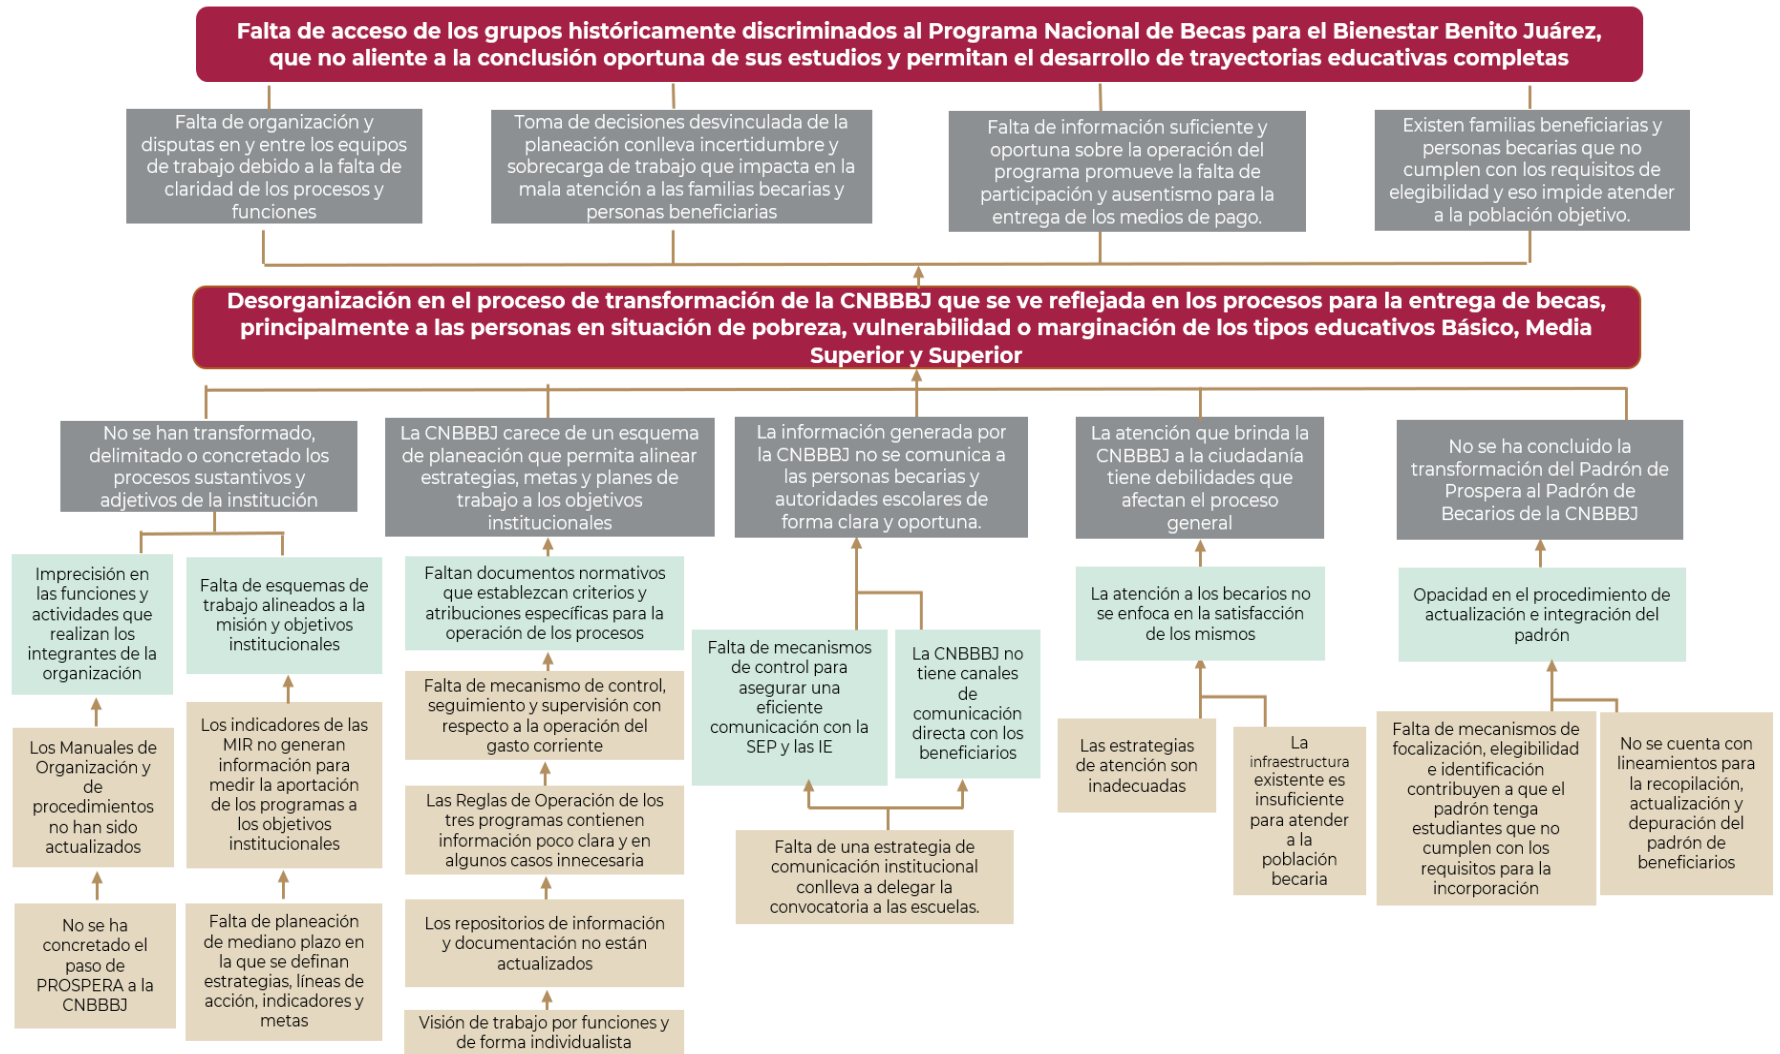 Falta de acceso de los grupos históricamente discriminados al Programa Nacional de Becas para el Bienestar Benito Juárez,
que no aliente a la conclusión oportuna de sus estudios y permitan el desarrollo de trayectorias educativas completas
Falta de organización y
disputas en y entre los equipos
de trabajo debido a la falta de
claridad de los procesos y
funciones
Toma de decisiones desvinculada de la
planeación conlleva incertidumbre y
sobrecarga de trabajo que impacta en la
mala atención a las familias becarias y
personas beneficiarias
Falta de información suficiente y
oportuna sobre la operación del
programa promueve la falta de
participación y ausentismo para la
entrega de los medios de pago.
Existen familias beneficiarias y
personas becarias que no
cumplen con los requisitos de
elegibilidad y eso impide atender
a la población objetivo.
Desorganización en el proceso de transformación de la CNBBBJ que se ve reflejada en los procesos para la entrega de becas,
principalmente a las personas en situación de pobreza, vulnerabilidad o marginación de los tipos educativos Básico, Media
Superior y Superior
No se han transformado,
delimitado o concretado los
procesos sustantivos y
adjetivos de la institución
La CNBBBJ carece de un esquema
de planeación que permita alinear
estrategias, metas y planes de
trabajo a los objetivos
institucionales
La información generada por
la CNBBBJ no se comunica a
las personas becarias y
autoridades escolares de
forma clara y oportuna.
La atención que brinda la
CNBBBJ a la ciudadanía
tiene debilidades que
afectan el proceso
general
No se ha concluido la
transformación del Padrón de
Prospera al Padrón de
Becarios de la CNBBBJ
Imprecisión en
las funciones y
actividades que
realizan los
integrantes de la
organización
Falta de esquemas de
trabajo alineados a la
misión y objetivos
institucionales
Faltan documentos normativos
que establezcan criterios y
atribuciones específicas para la
operación de los procesos
Falta de mecanismos
de control para
asegurar una
eficiente
comunicación con la
SEP y las IE
La CNBBBJ no
tiene canales
de
comunicación
directa con los
beneficiarios
La atención a los becarios no
se enfoca en la satisfacción
de los mismos
Opacidad en el procedimiento de
actualización e integración del
padrón
Los Manuales de
Organización y
de
procedimientos
no han sido
actualizados
Los indicadores de las
MIR no generan
información para
medir la aportación
de los programas a
los objetivos
institucionales
Falta de mecanismo de control,
seguimiento y supervisión con
respecto a la operación del
gasto corriente
Las Reglas de Operación de los
tres programas contienen
información poco clara y en
algunos casos innecesaria
Falta de una estrategia de
comunicación institucional
conlleva a delegar la
convocatoria a las escuelas.
Las estrategias
de atención son
inadecuadas
La
infraestructura
existente es
insuficiente
para atender
a la
población
becaria
Falta de mecanismos de
focalización, elegibilidad
e identificación
contribuyen a que el
padrón tenga
estudiantes que no
cumplen con los
requisitos para la
incorporación
No se cuenta con
lineamientos para
la recopilación,
actualización y
depuración del
padrón de
beneficiarios
No se ha
concretado el
paso de
PROSPERA a la
CNBBBJ
Falta de planeación
de mediano plazo en
la que se definan
estrategias, líneas de
acción, indicadores y
metas
Los repositorios de información
y documentación no están
actualizados
Visión de trabajo por funciones y
de forma individualista